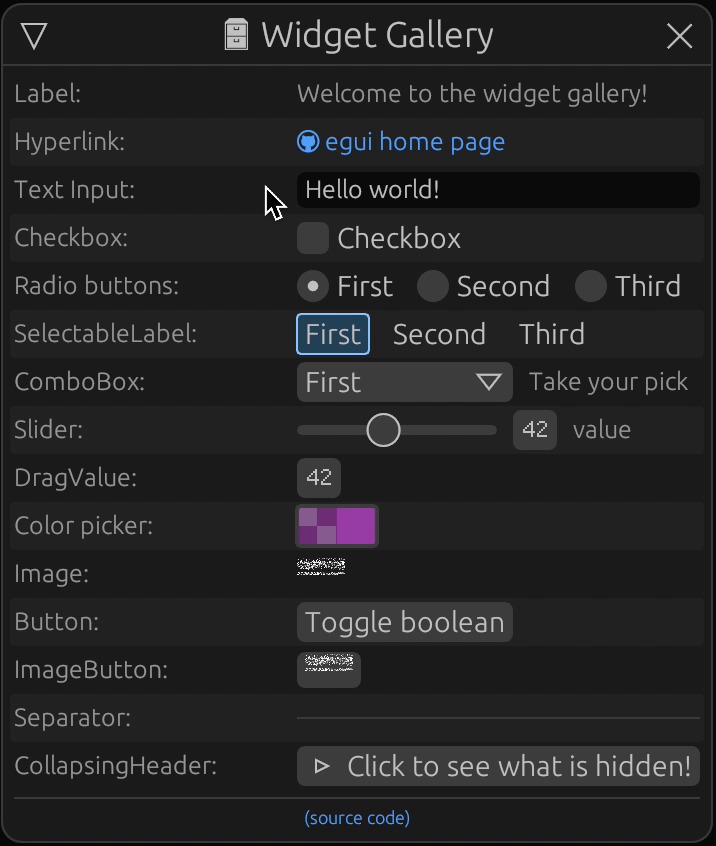 Widget Gallery
Label: Welcome to the widget gallery!
Hyperlink: egui home page
Text Input: Hello world!
Checkbox: Checkbox
Radio buttons: First Second Third
SelectableLabel: First Second Third
ComboBox: First Take your pick
Slider: 42 value
DragValue: 42
Color picker:
Image:
Button: Toggle boolean
ImageButton:
Separator:
CollapsingHeader: Click to see what is hidden!
(source code)